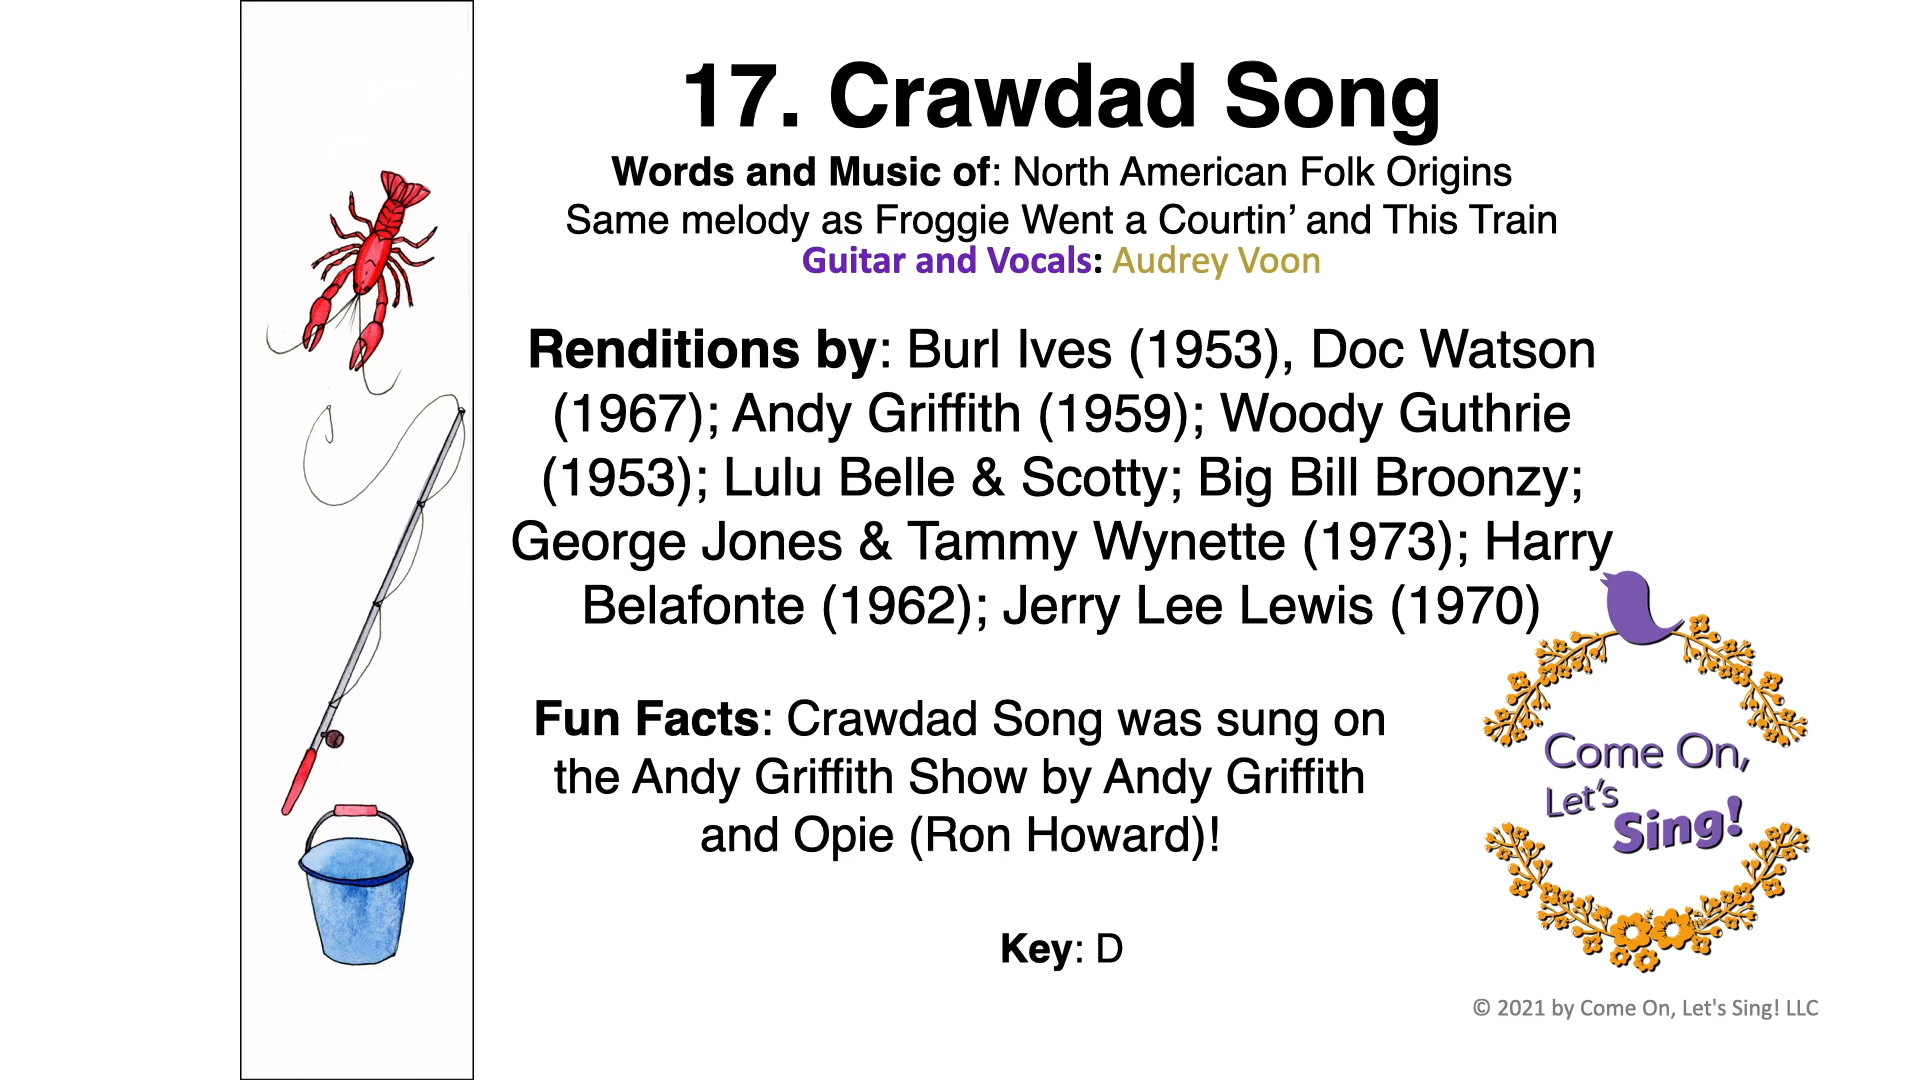 17. Crawdad Song
Words and Music of: North American Folk Origins
Same melody as Froggie Went a Courtin’ and This Train
Guitar and Vocals: Audrey Voon
Renditions by: Burl Ives (1953), Doc Watson
(1967); Andy Griffith (1959); Woody Guthrie
(1953); Lulu Belle & Scotty; Big Bill Broonzy;
George Jones & Tammy Wynette (1973); Harry
Belafonte (1962); Jerry Lee Lewis (1970)
Fun Facts: Crawdad Song was sung on
the Andy Griffith Show by Andy Griffith
and Opie (Ron Howard)!
Key: D
Come On,
Let’s
Sing!
© 2021 by Come On, Let's Sing! LLC